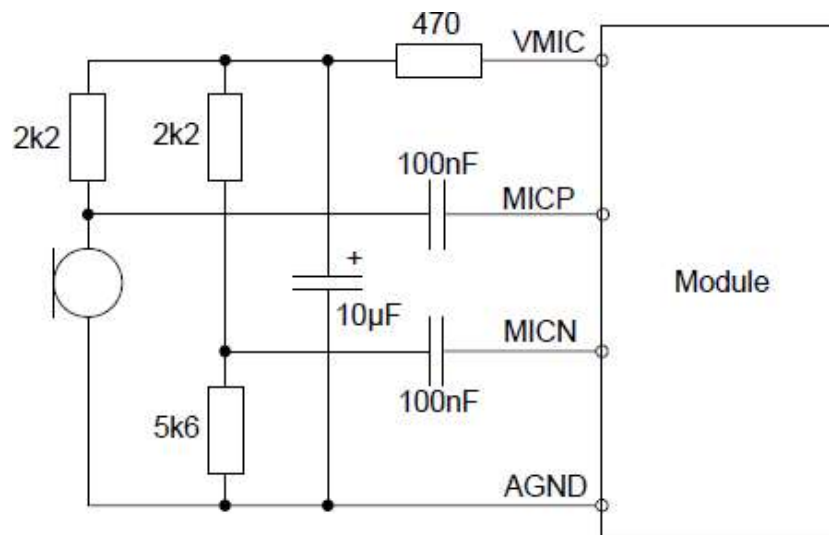 470
VMIC
2k2
2k2
100nF
MICP
+
10µF
Module
MICN
100nF
5k6
AGND